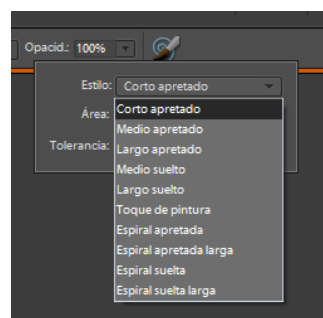 Opacid.: 100%
Estilo: Corto apretado
Área:
Tolerancia:
Corto apretado
Medio apretado
Largo apretado
Medio suelto
Largo suelto
Toque de pintura
Espiral apretada
Espiral apretada larga
Espiral suelta
Espiral suelta larga